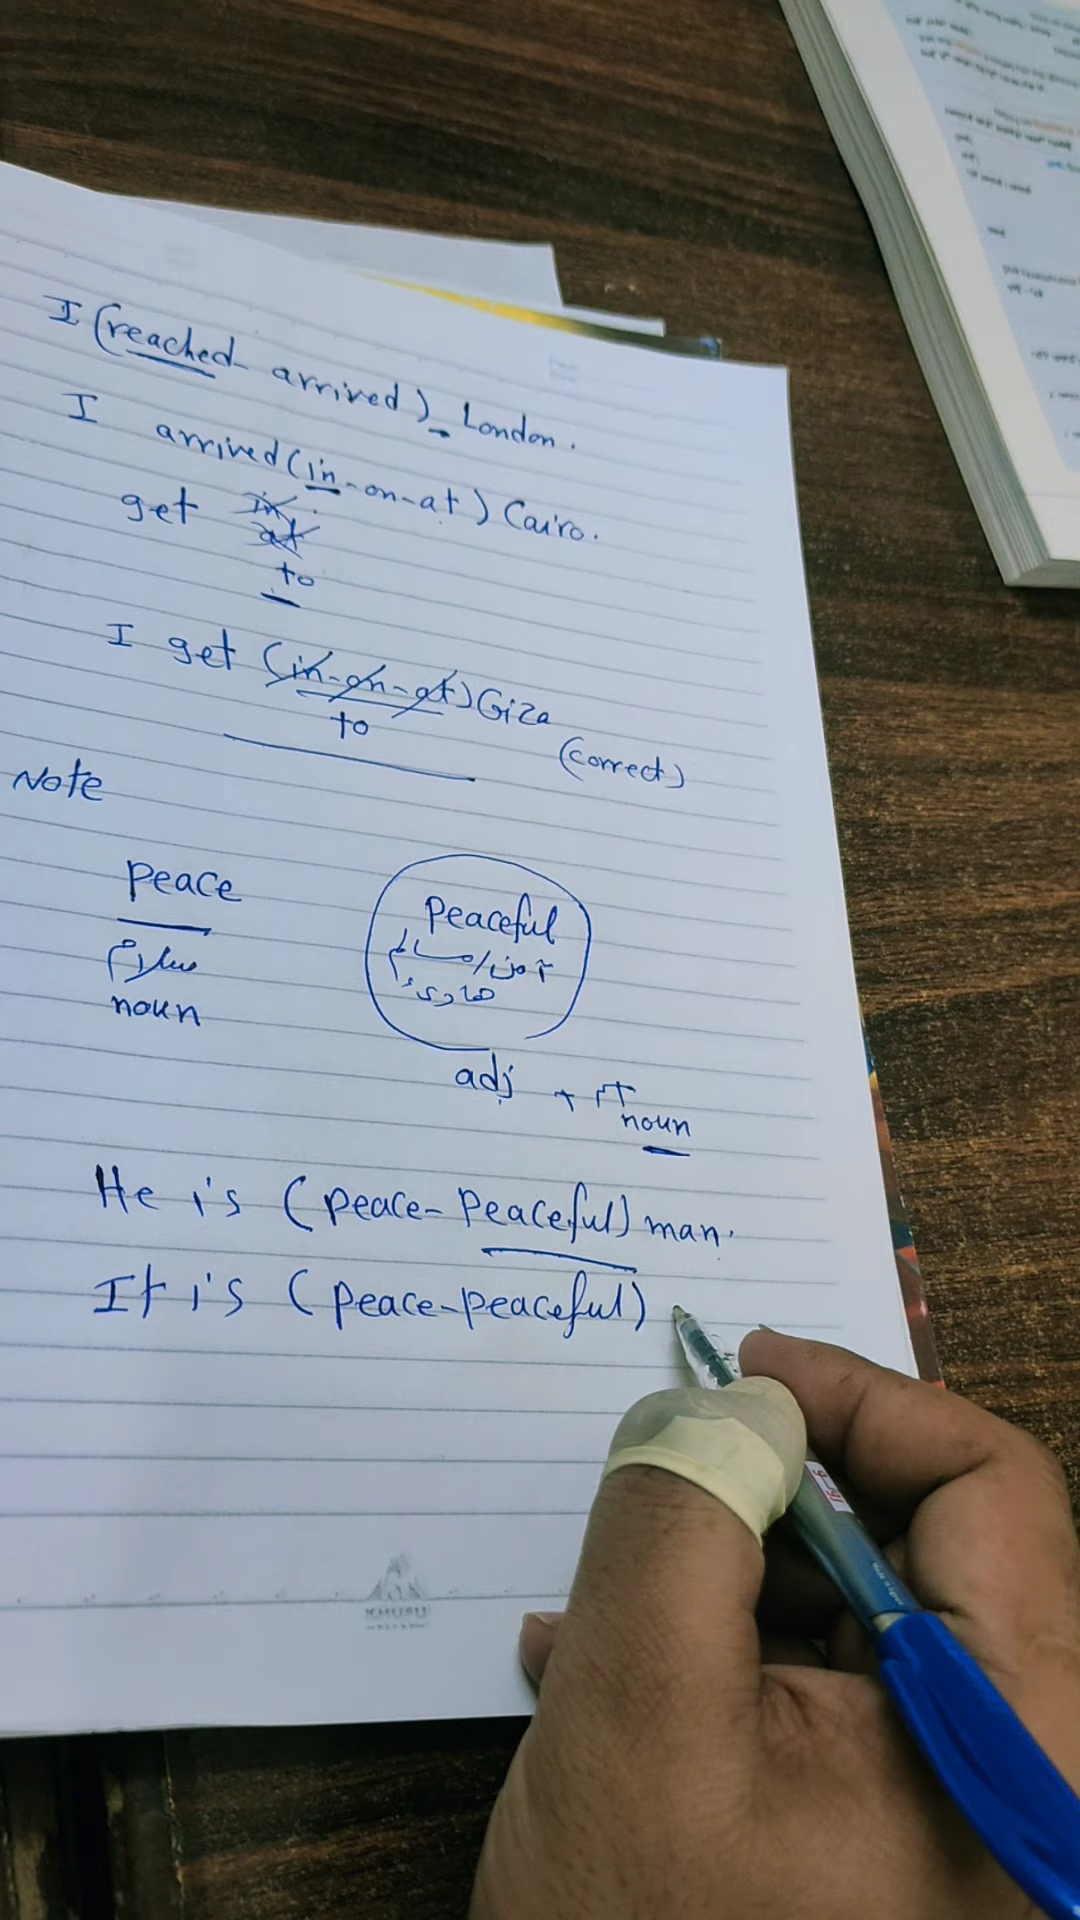 I (reached - arrived) - London.
I arrived (in - on - at) Cairo.
get in
at
to
I get (in - on - at) Giza
to
(correct)
Note
Peace
سلام
noun
Peaceful
آمن/مسالم
هادئ
adj + noun
He is (peace - peaceful) man.
It is (peace - peaceful)
KHUFU